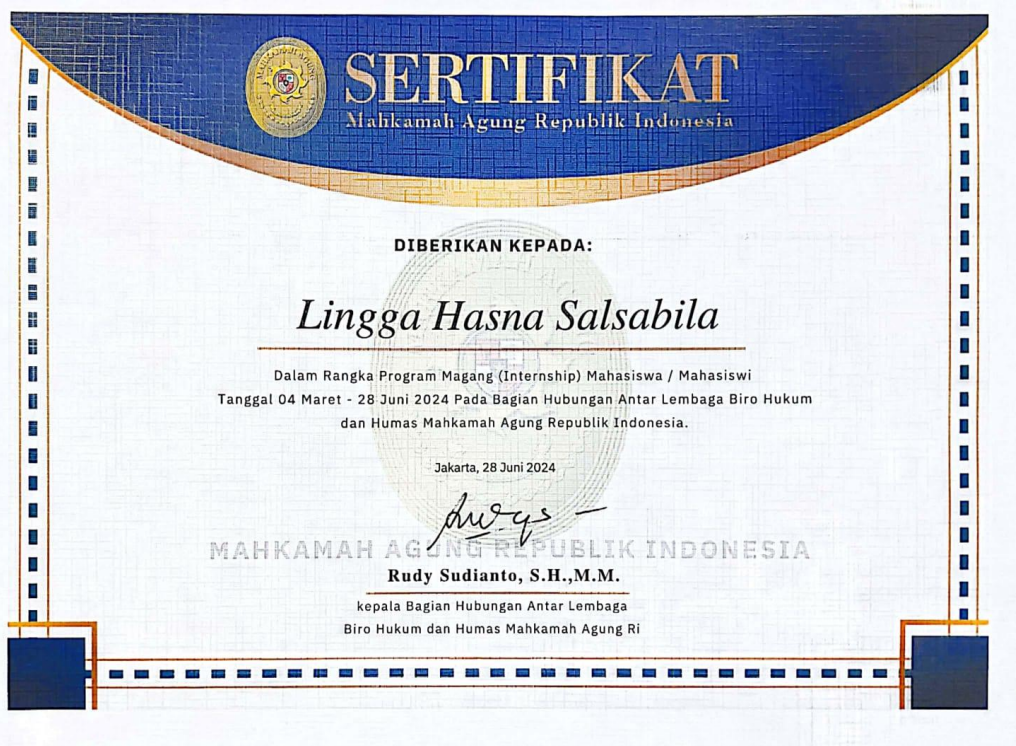 SERTIFIKAT
Mahkamah Agung Republik Indonesia
DIBERIKAN KEPADA:
Lingga Hasna Salsabila
Dalam Rangka Program Magang (Internship) Mahasiswa / Mahasiswi
Tanggal 04 Maret - 28 Juni 2024 Pada Bagian Hubungan Antar Lembaga Biro Hukum
dan Humas Mahkamah Agung Republik Indonesia.
Jakarta, 28 Juni 2024
MAHKAMAH AGUNG REPUBLIK INDONESIA
Rudy Sudianto, S.H.,M.M.
kepala Bagian Hubungan Antar Lembaga
Biro Hukum dan Humas Mahkamah Agung Ri